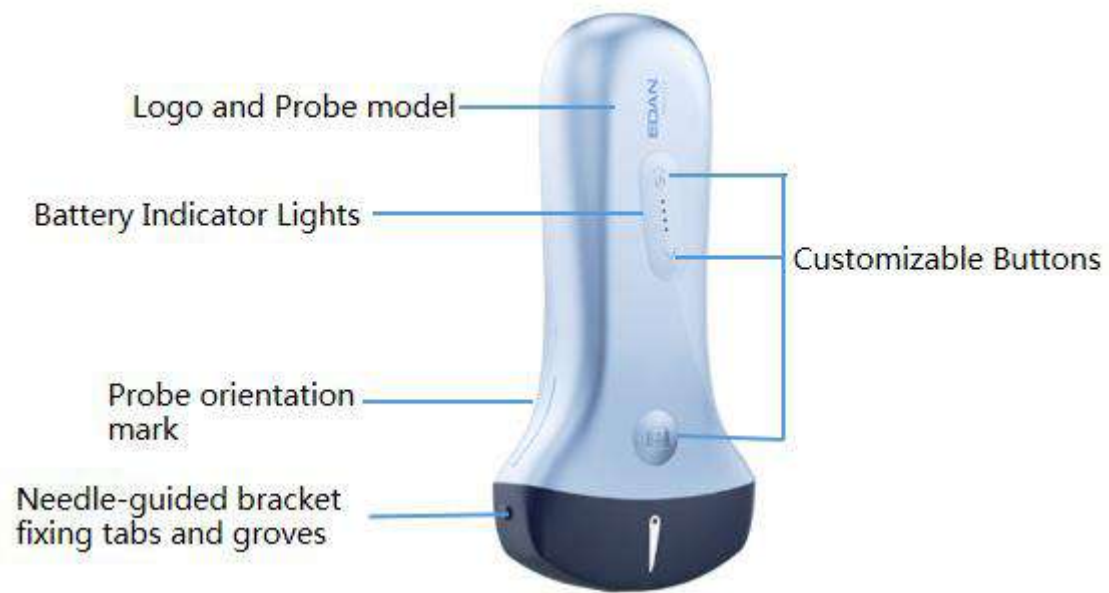 EDAN
Logo and Probe model
Battery Indicator Lights
Customizable Buttons
Probe orientation
mark
Needle-guided bracket
fixing tabs and groves